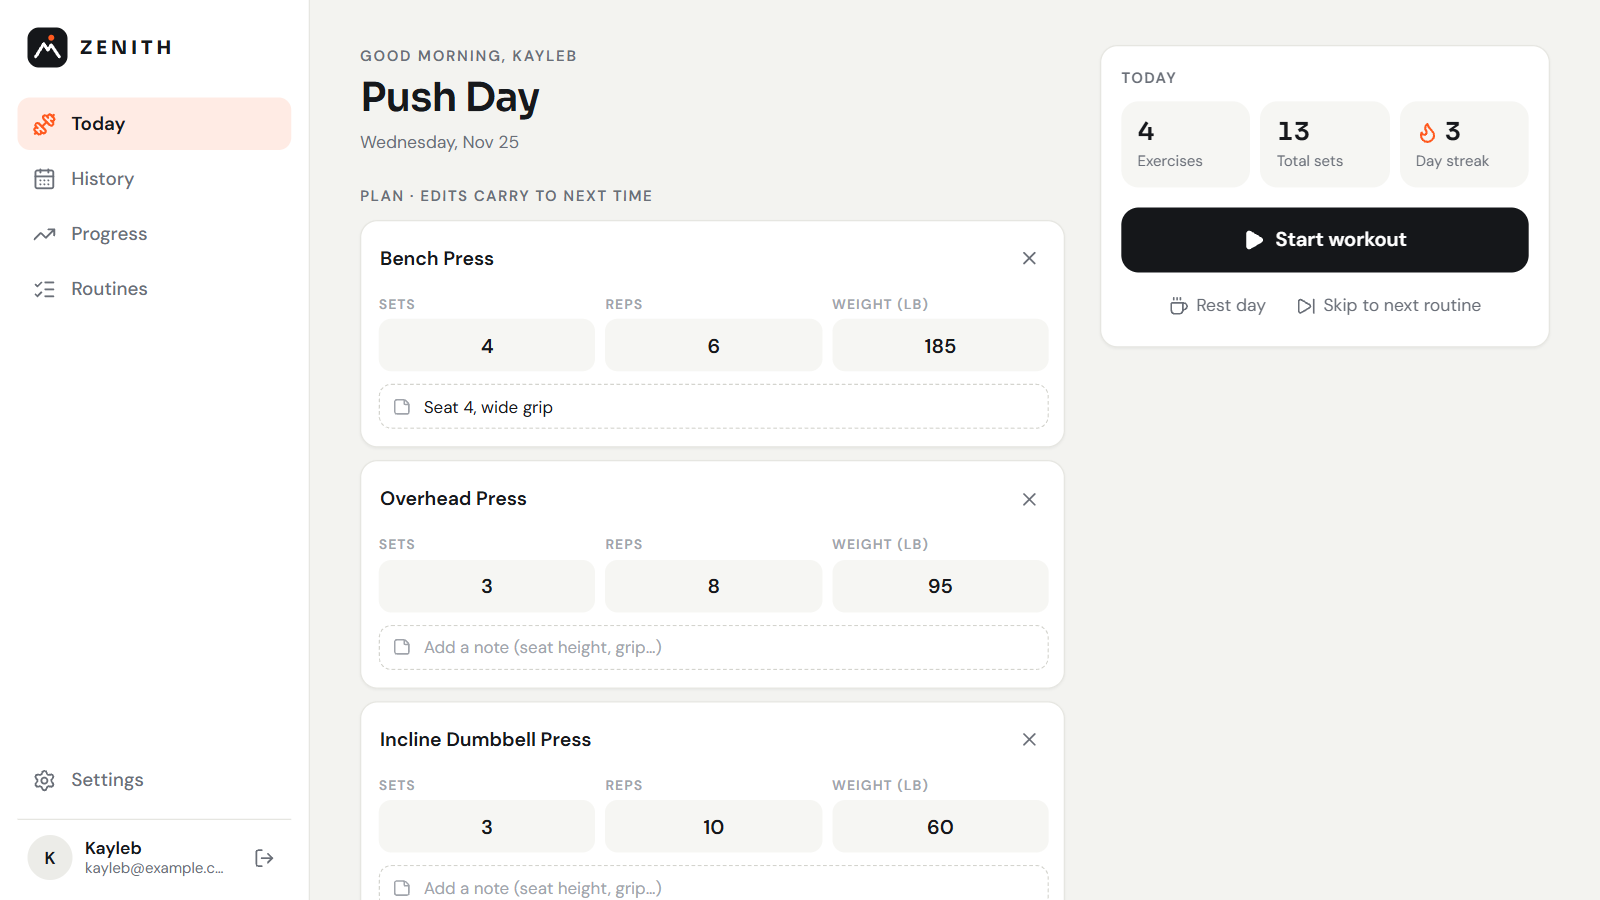 ZENITH
Today
History
Progress
Routines
Settings
K
Kayleb
kayleb@example.c...
GOOD MORNING, KAYLEB
Push Day
Wednesday, Nov 25
PLAN · EDITS CARRY TO NEXT TIME
Bench Press
SETS REPS WEIGHT (LB)
4 6 185
Seat 4, wide grip
Overhead Press
SETS REPS WEIGHT (LB)
3 8 95
Add a note (seat height, grip...)
Incline Dumbbell Press
SETS REPS WEIGHT (LB)
3 10 60
Add a note (seat height, grip...)
TODAY
4 13 3
Exercises Total sets Day streak
Start workout
Rest day Skip to next routine